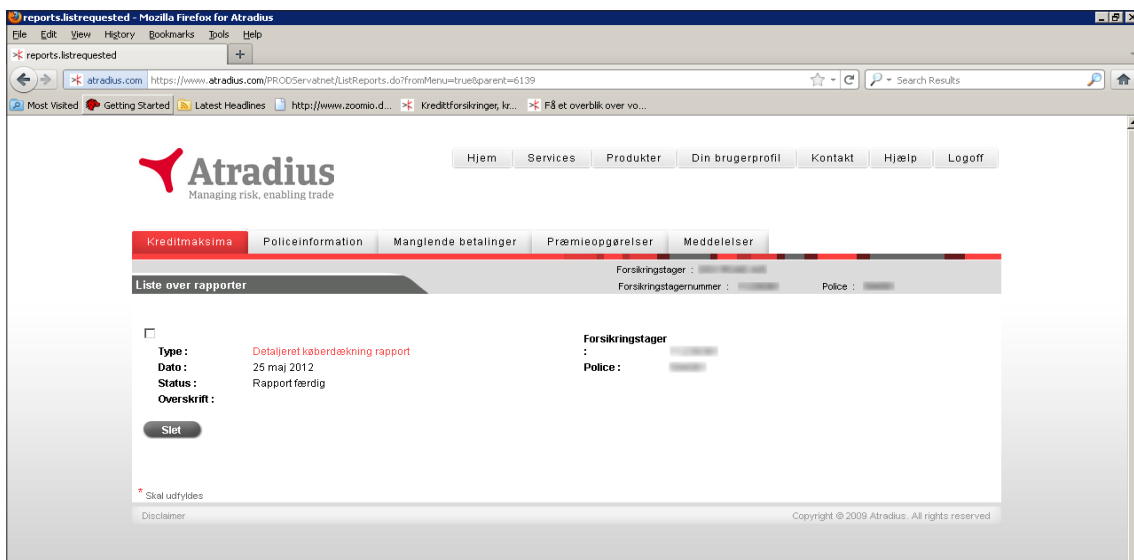 reports.listrequested - Mozilla Firefox for Atradius
File Edit View History Bookmarks Tools Help
reports.listrequested +
atradius.com https://www.atradius.com/PRODServatnet/ListReports.do?fromMenu=true&parent=6139 Search Results
Most Visited Getting Started Latest Headlines http://www.zoomio.d... Kredittforsikringer, kr... Få et overblik over vo...
Hjem Services Produkter Din brugerprofil Kontakt Hjælp Logoff
Atradius
Managing risk, enabling trade
Kreditmaksima Policeinformation Manglende betalinger Præmieopgørelser Meddelelser
Forsikringstager :
Liste over rapporter Forsikringstagernummer : Police :
Forsikringstager
Type : Detaljeret køberdækning rapport :
Dato : 25 maj 2012 Police :
Status : Rapport færdig
Overskrift :
Slet
* Skal udfyldes
Disclaimer Copyright © 2009 Atradius. All rights reserved